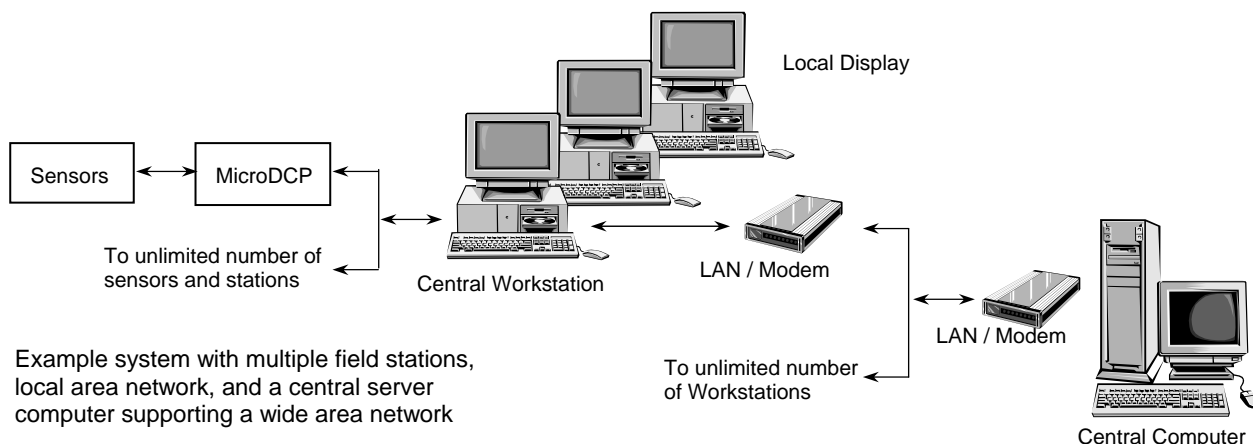 Local Display
Sensors
MicroDCP
To unlimited number of
sensors and stations
Central Workstation
LAN / Modem
LAN / Modem
To unlimited number
of Workstations
Example system with multiple field stations,
local area network, and a central server
computer supporting a wide area network
Central Computer